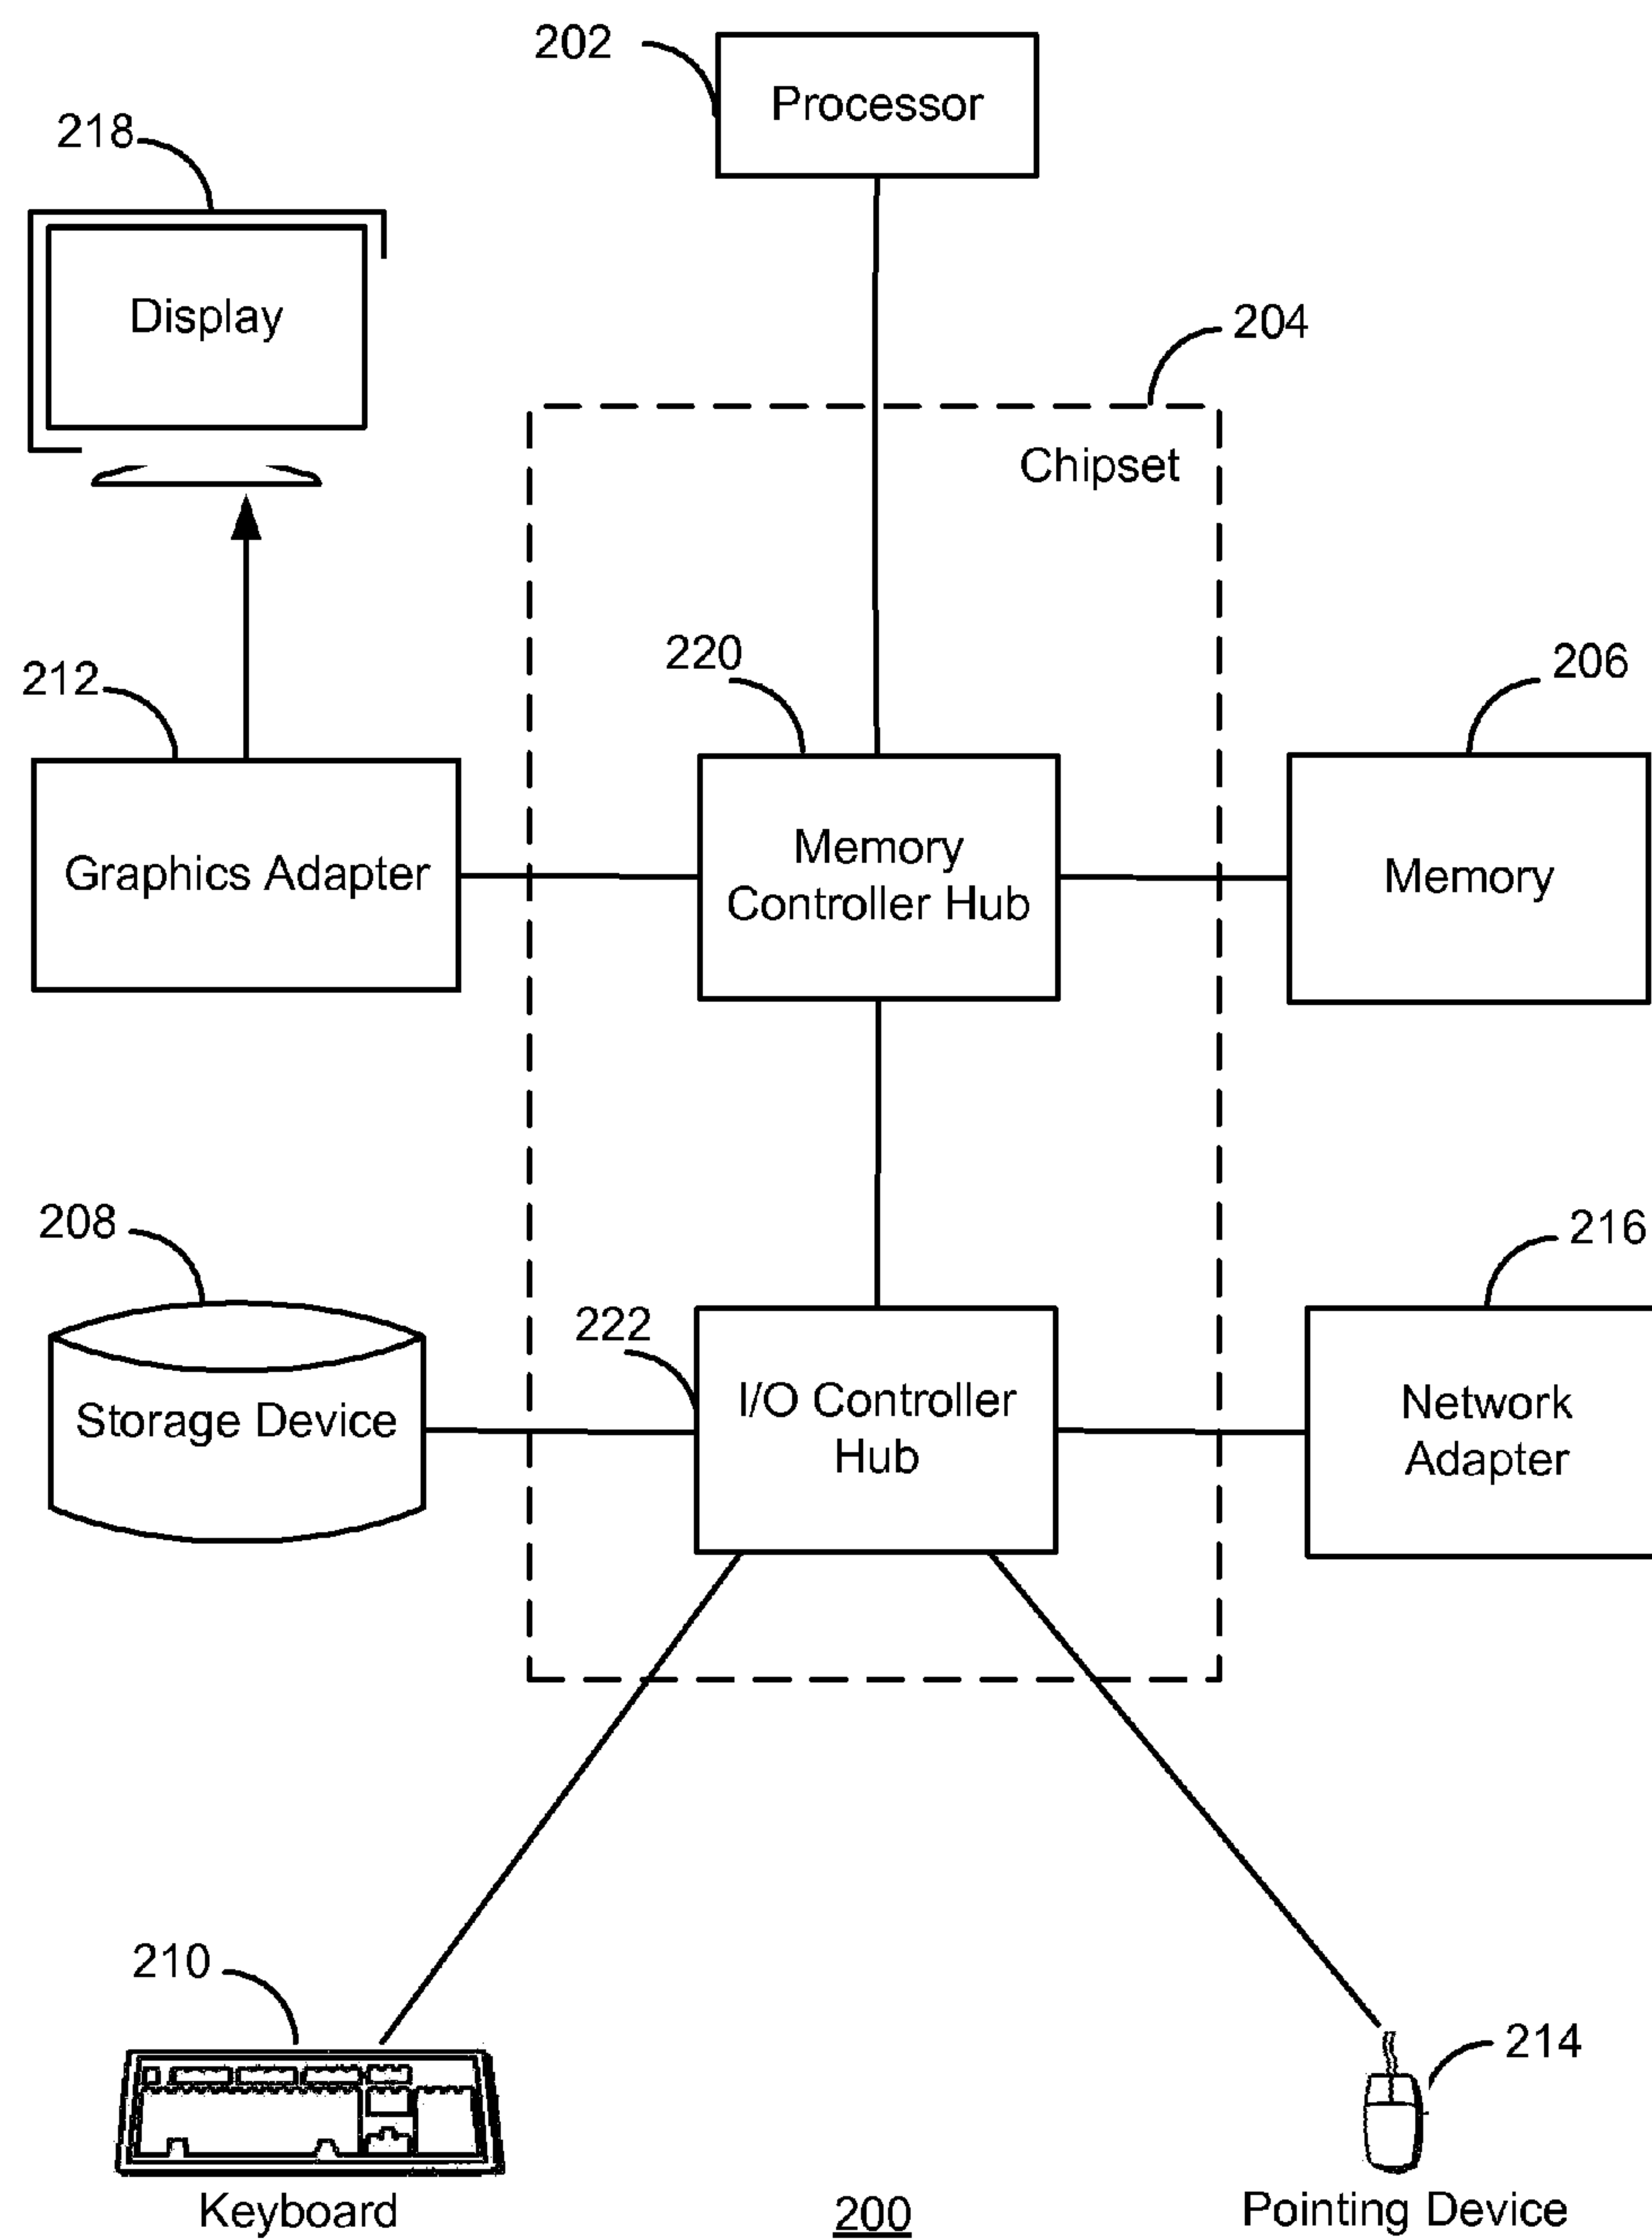 202
Processor
218
Display
204
Chipset
220
206
212
Graphics Adapter
Memory
Controller Hub
Memory
208
216
222
Storage Device
I/O Controller
Hub
Network
Adapter
210
214
Keyboard
200
Pointing Device